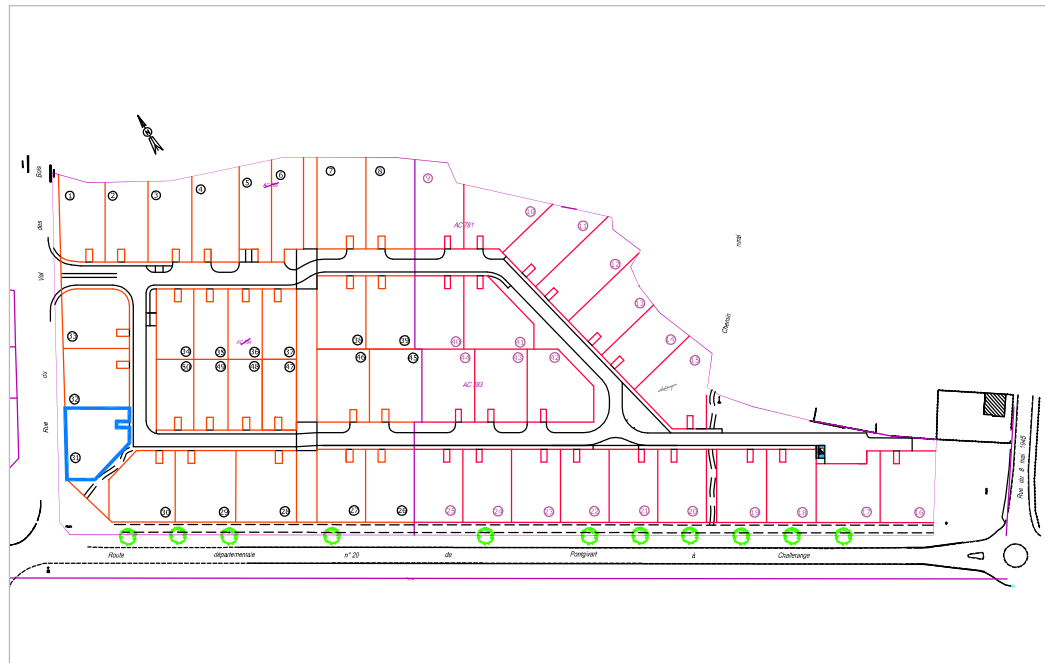 1 2 3 4 5 6 7 8 9
10 11 12 13 14 15
AC 781
AC 783
Rue du Val des Bois
Chemin rural
33 34 35 36 37 38 39 40 41
32 50 49 48 47 46 45 44 43 42
31
30 29 28 27 26 25 24 23 22 21 20 19 18 17 16
Route départementale n° 20 de Pontgivart à Challerange
Rue du 8 mai 1945